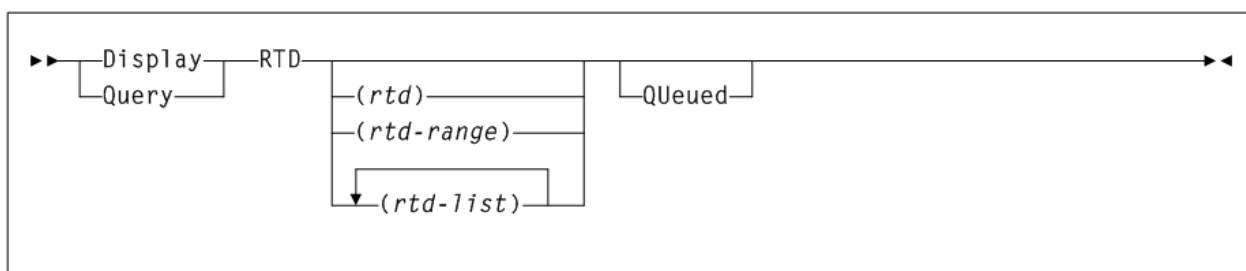 Display RTD
Query (rtd) QUeued
(rtd-range)
(rtd-list)